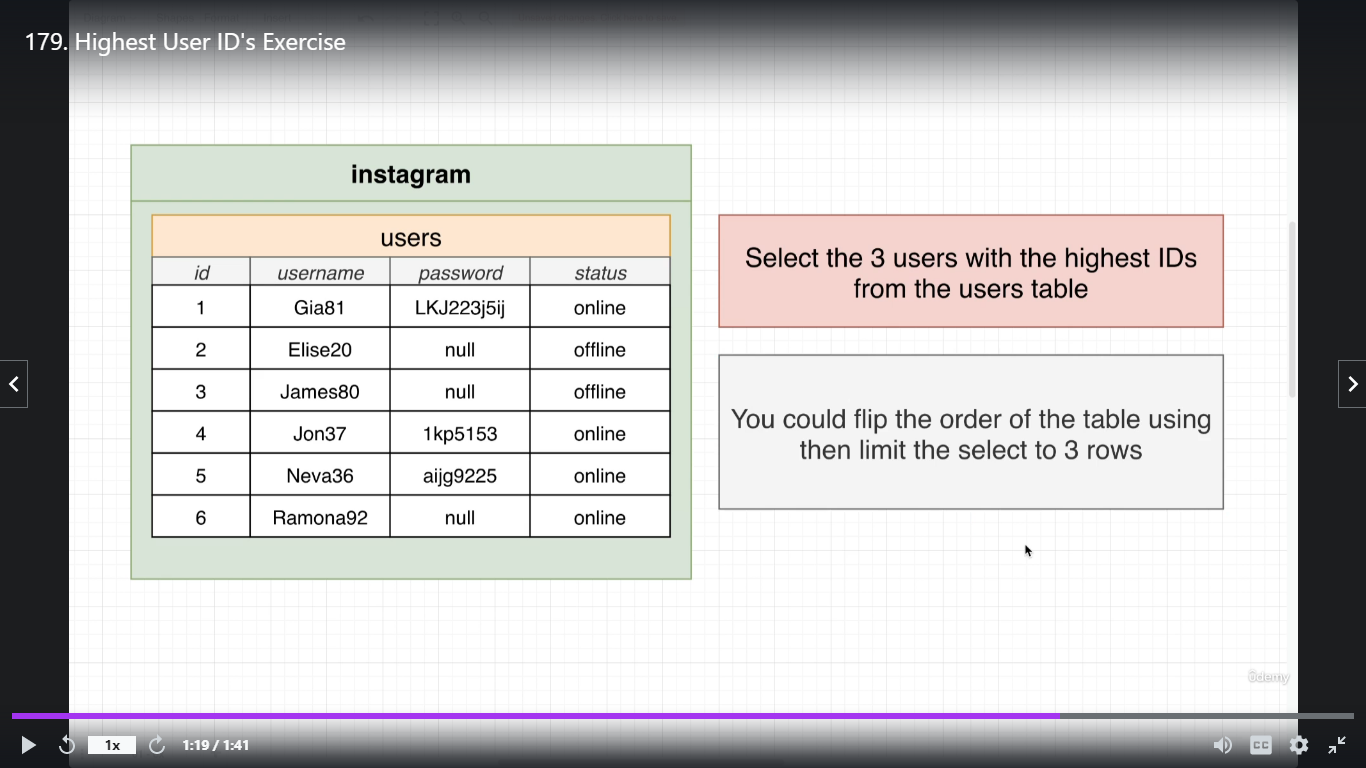 179. Highest User ID's Exercise
instagram
users
id username password status
1 Gia81 LKJ223j5ij online
2 Elise20 null offline
3 James80 null offline
4 Jon37 1kp5153 online
5 Neva36 aijg9225 online
6 Ramona92 null online
Select the 3 users with the highest IDs
from the users table
You could flip the order of the table using
then limit the select to 3 rows
ûdemy
1x
1:19 / 1:41
CC